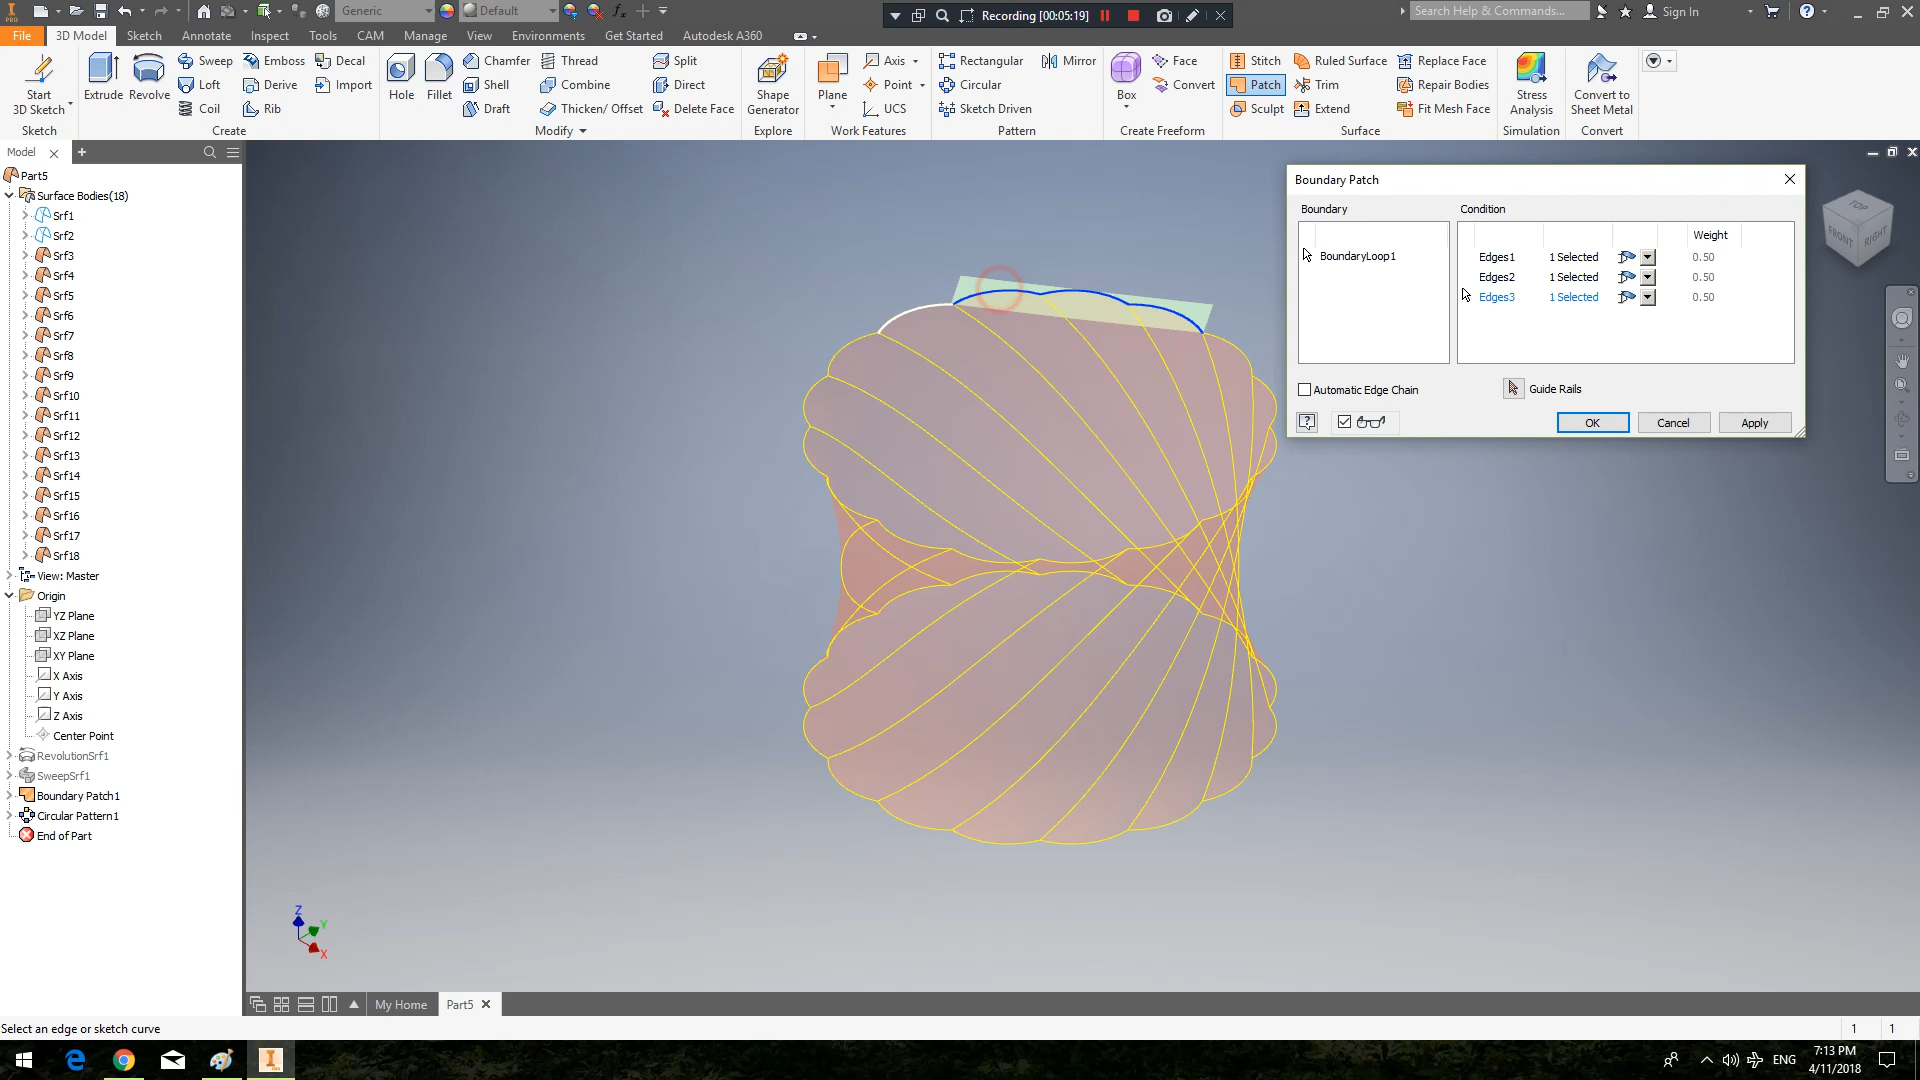 Generic
Default
Recording [00:05:19]
Search Help & Commands...
Sign In
PRO
File
3D Model
Sketch
Annotate
Inspect
Tools
CAM
Manage
View
Environments
Get Started
Autodesk A360
Start
3D Sketch
Extrude
Revolve
Sweep
Loft
Coil
Emboss
Derive
Rib
Decal
Import
Hole
Fillet
Chamfer
Shell
Draft
Thread
Combine
Thicken/ Offset
Split
Direct
Delete Face
Shape
Generator
Plane
Axis
Point
UCS
Rectangular
Circular
Sketch Driven
Mirror
Box
Face
Convert
Stitch
Patch
Sculpt
Ruled Surface
Trim
Extend
Replace Face
Repair Bodies
Fit Mesh Face
Stress
Analysis
Convert to
Sheet Metal
Sketch
Create
Modify
Explore
Work Features
Pattern
Create Freeform
Surface
Simulation
Convert
Model
Part5
Surface Bodies(18)
Srf1
Srf2
Srf3
Srf4
Srf5
Srf6
Srf7
Srf8
Srf9
Srf10
Srf11
Srf12
Srf13
Srf14
Srf15
Srf16
Srf17
Srf18
View: Master
Origin
YZ Plane
XZ Plane
XY Plane
X Axis
Y Axis
Z Axis
Center Point
RevolutionSrf1
SweepSrf1
Boundary Patch1
Circular Pattern1
End of Part
Boundary Patch
Boundary
Condition
Weight
BoundaryLoop1
Edges1 1 Selected 0.50
Edges2 1 Selected 0.50
Edges3 1 Selected 0.50
Automatic Edge Chain
Guide Rails
OK
Cancel
Apply
TOP
FRONT
RIGHT
Z
Y
X
My Home
Part5
Select an edge or sketch curve
1 1
ENG
7:13 PM
4/11/2018